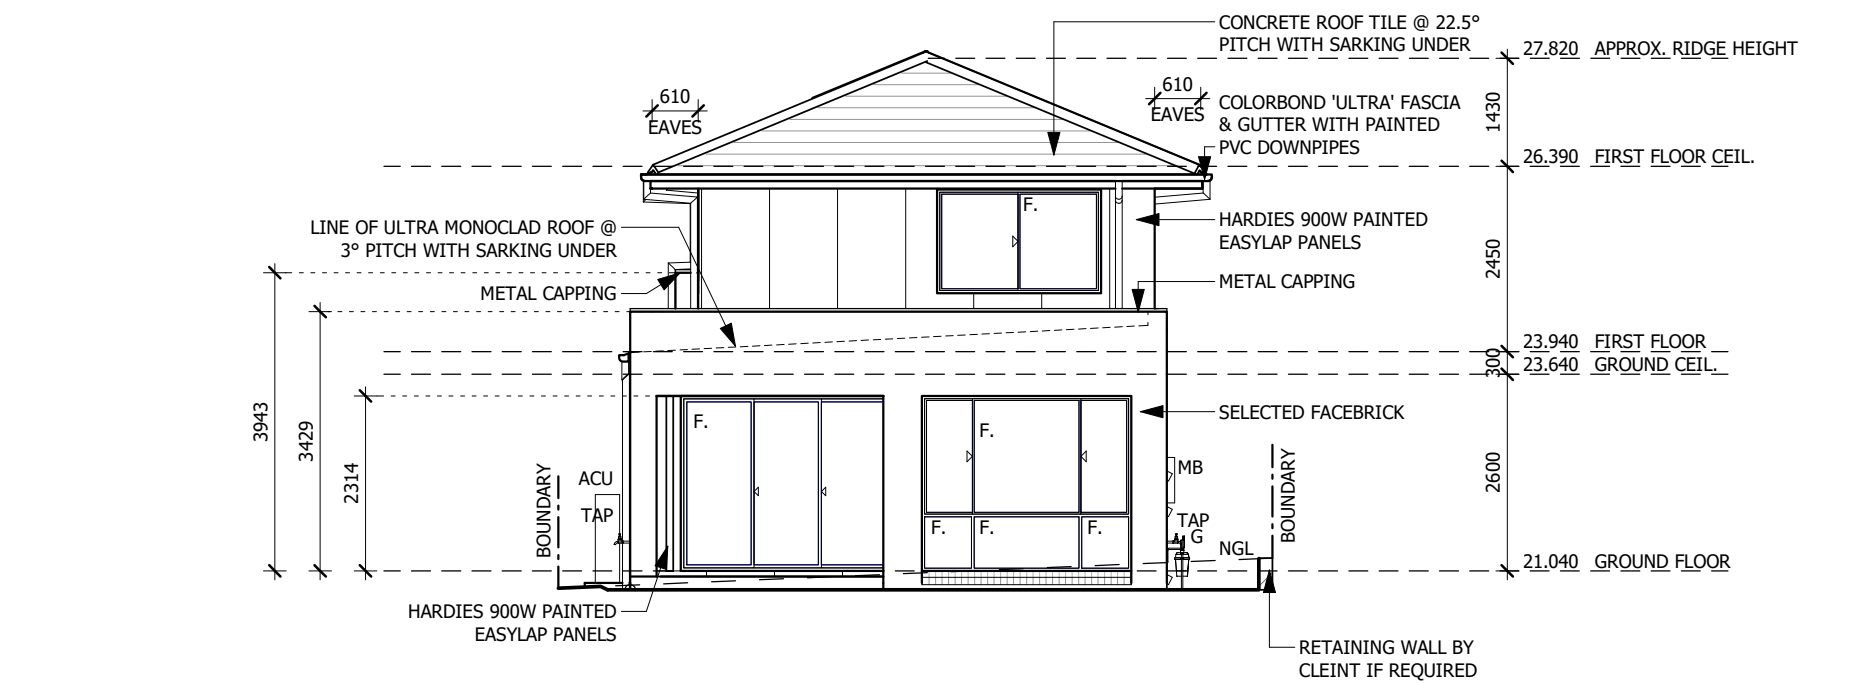 CONCRETE ROOF TILE @ 22.5°
PITCH WITH SARKING UNDER
27.820 APPROX. RIDGE HEIGHT
610
EAVES
610
EAVES
COLORBOND 'ULTRA' FASCIA
& GUTTER WITH PAINTED
PVC DOWNPIPES
1430
26.390 FIRST FLOOR CEIL.
LINE OF ULTRA MONOCLAD ROOF @
3° PITCH WITH SARKING UNDER
F.
HARDIES 900W PAINTED
EASYLAP PANELS
2450
METAL CAPPING
METAL CAPPING
23.940 FIRST FLOOR
300
23.640 GROUND CEIL.
3943
3429
2314
F.
F.
SELECTED FACEBRICK
2600
BOUNDARY
ACU
TAP
MB
BOUNDARY
F.
F.
F.
TAP
G
NGL
21.040 GROUND FLOOR
HARDIES 900W PAINTED
EASYLAP PANELS
RETAINING WALL BY
CLEINT IF REQUIRED